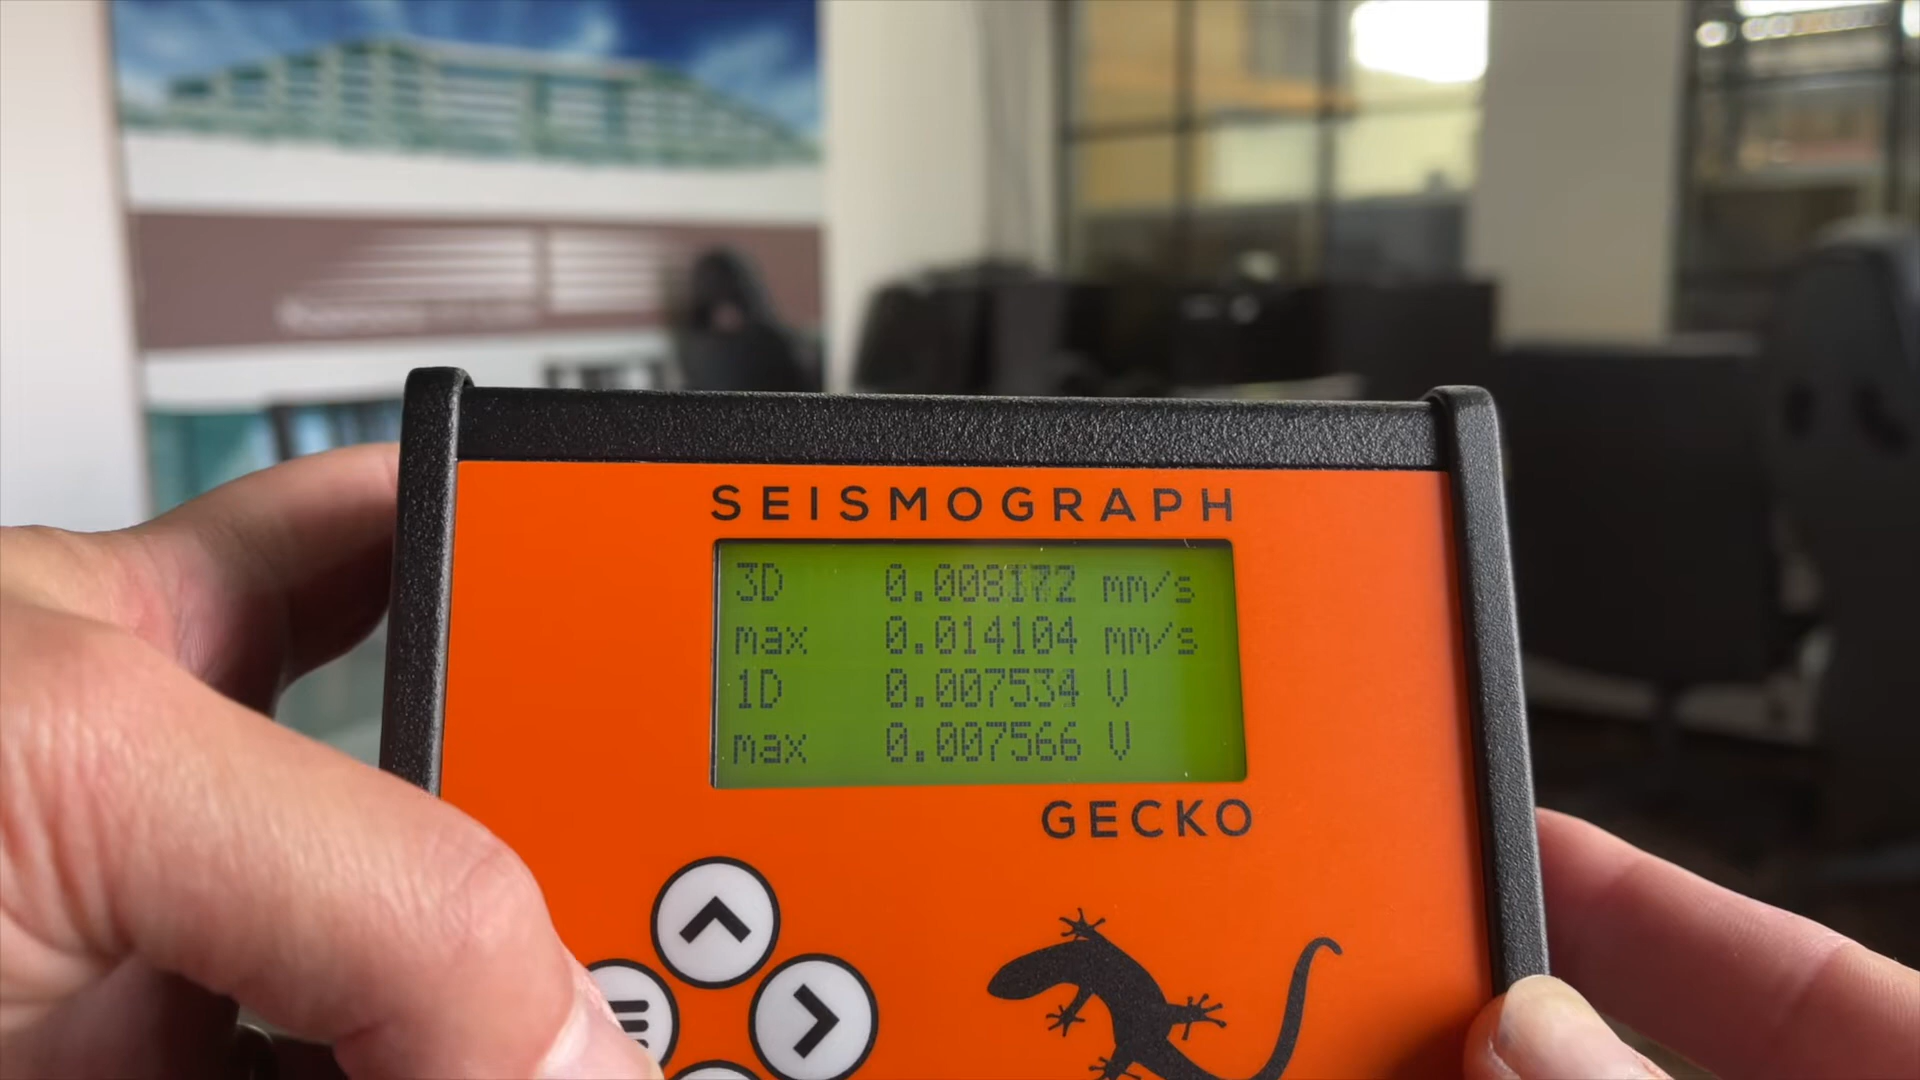 SEISMOGRAPH
3D 0.008172 mm/s
max 0.014104 mm/s
1D 0.007534 V
max 0.007566 V
GECKO